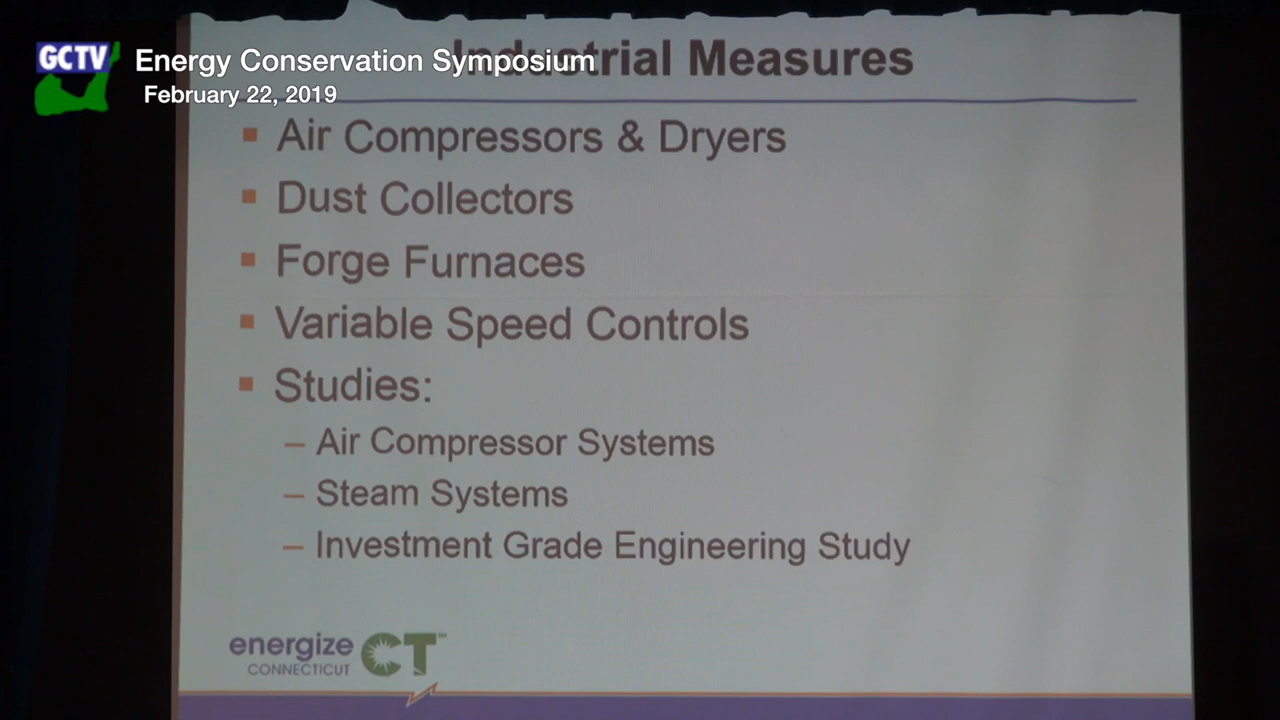 GCTV
Energy Conservation Symposium
February 22, 2019
Industrial Measures
▪ Air Compressors & Dryers
▪ Dust Collectors
▪ Forge Furnaces
▪ Variable Speed Controls
▪ Studies:
– Air Compressor Systems
– Steam Systems
– Investment Grade Engineering Study
energize CT™
CONNECTICUT